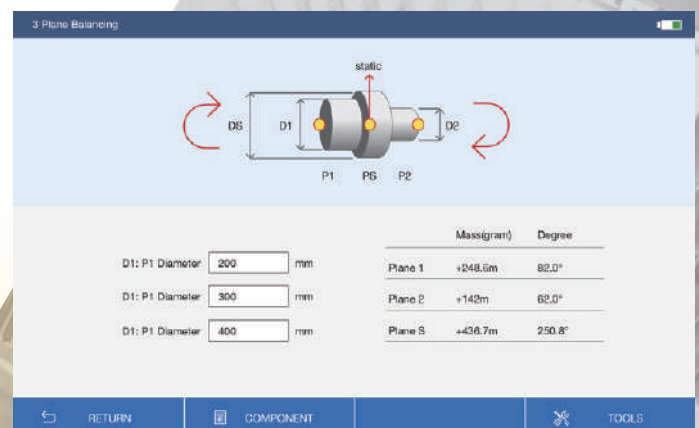 3 Plane Balancing
static
DS
D1
D2
P1
PS
P2
Mass(gram)
Degree
D1: P1 Diameter 200 mm
Plane 1 +248.6m 82.0°
D1: P1 Diameter 300 mm
Plane 2 +142m 62.0°
D1: P1 Diameter 400 mm
Plane S +436.7m 250.8°
RETURN
COMPONENT
TOOLS